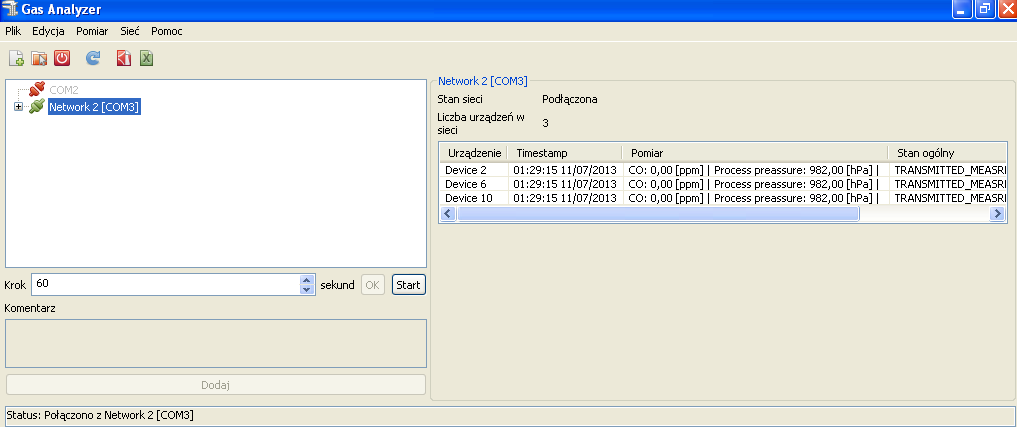 Gas Analyzer
Plik Edycja Pomiar Sieć Pomoc
COM2
Network 2 [COM3]
Krok 60 sekund OK Start
Komentarz
Dodaj
Network 2 [COM3]
Stan sieci Podłączona
Liczba urządzeń w
sieci 3
Urządzenie Timestamp Pomiar Stan ogólny
Device 2 01:29:15 11/07/2013 CO: 0,00 [ppm] | Process preassure: 982,00 [hPa] | TRANSMITTED_MEASRI
Device 6 01:29:15 11/07/2013 CO: 0,00 [ppm] | Process preassure: 982,00 [hPa] | TRANSMITTED_MEASRI
Device 10 01:29:15 11/07/2013 CO: 0,00 [ppm] | Process preassure: 982,00 [hPa] | TRANSMITTED_MEASRI
Status: Połączono z Network 2 [COM3]